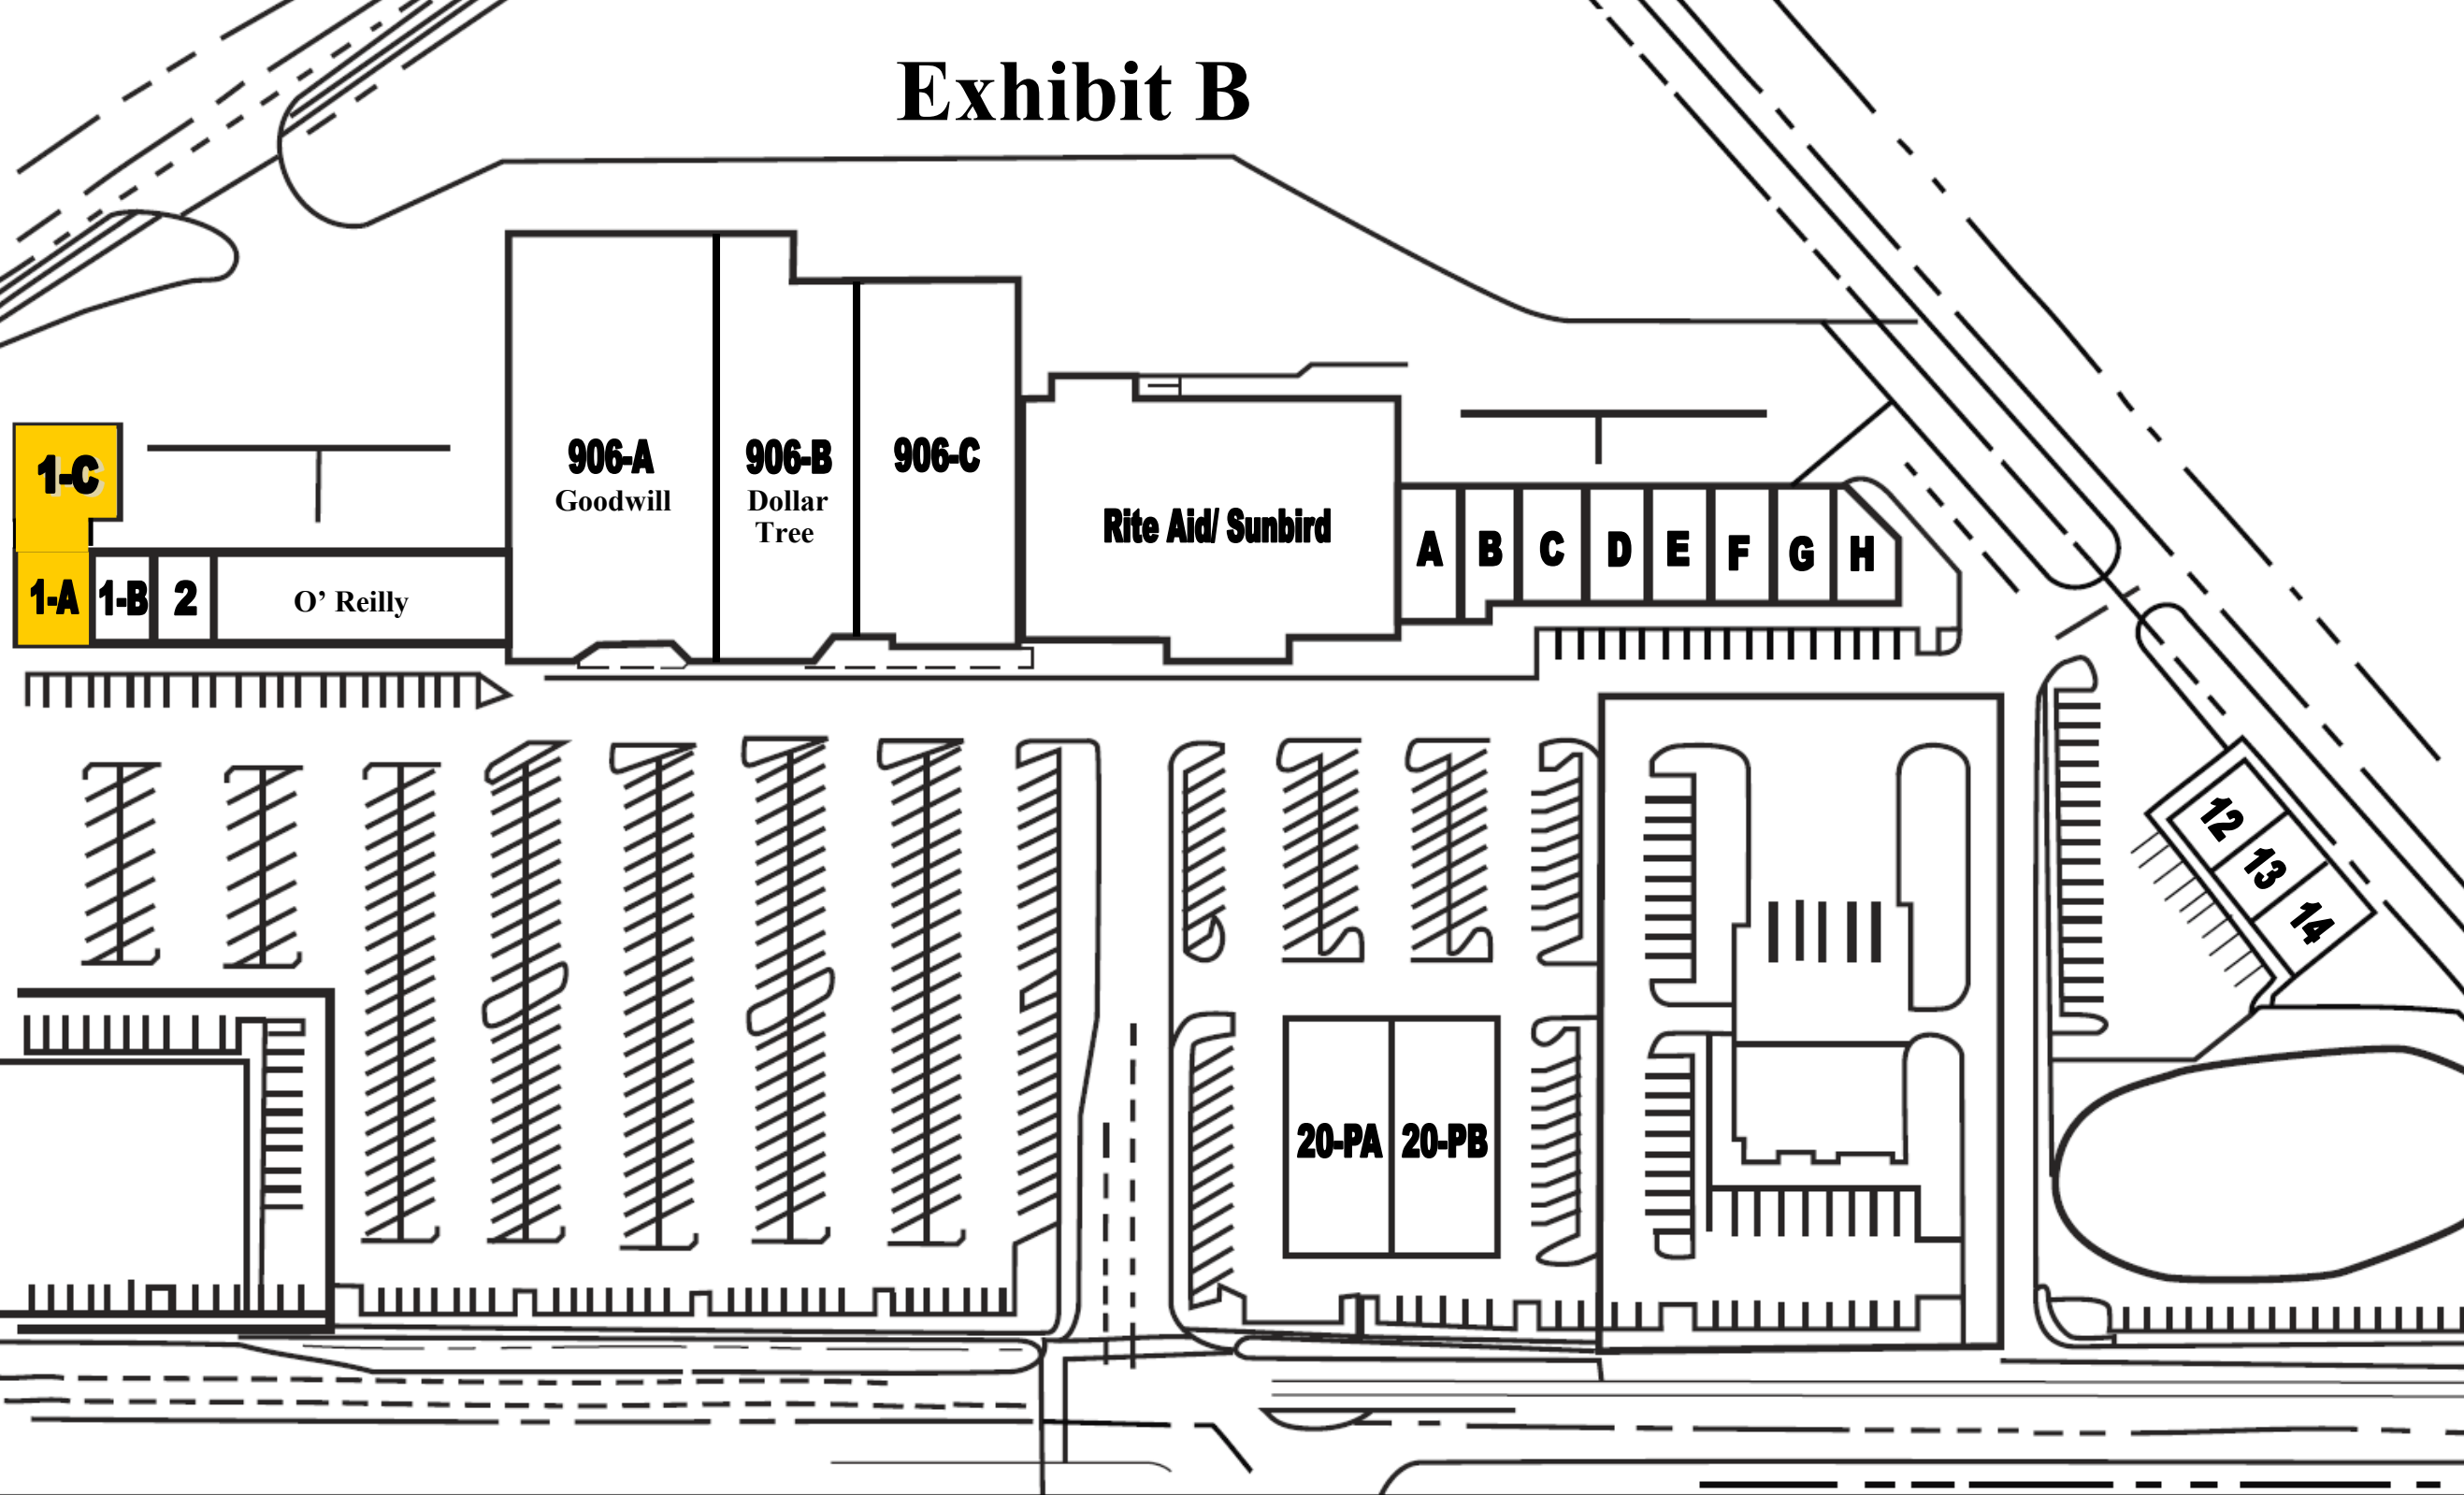 Exhibit B
1-C
906-A
Goodwill
906-B
Dollar
Tree
906-C
Rite Aid/ Sunbird
A
B
C
D
E
F
G
H
1-A
1-B
2
O' Reilly
12
13
14
20-PA
20-PB